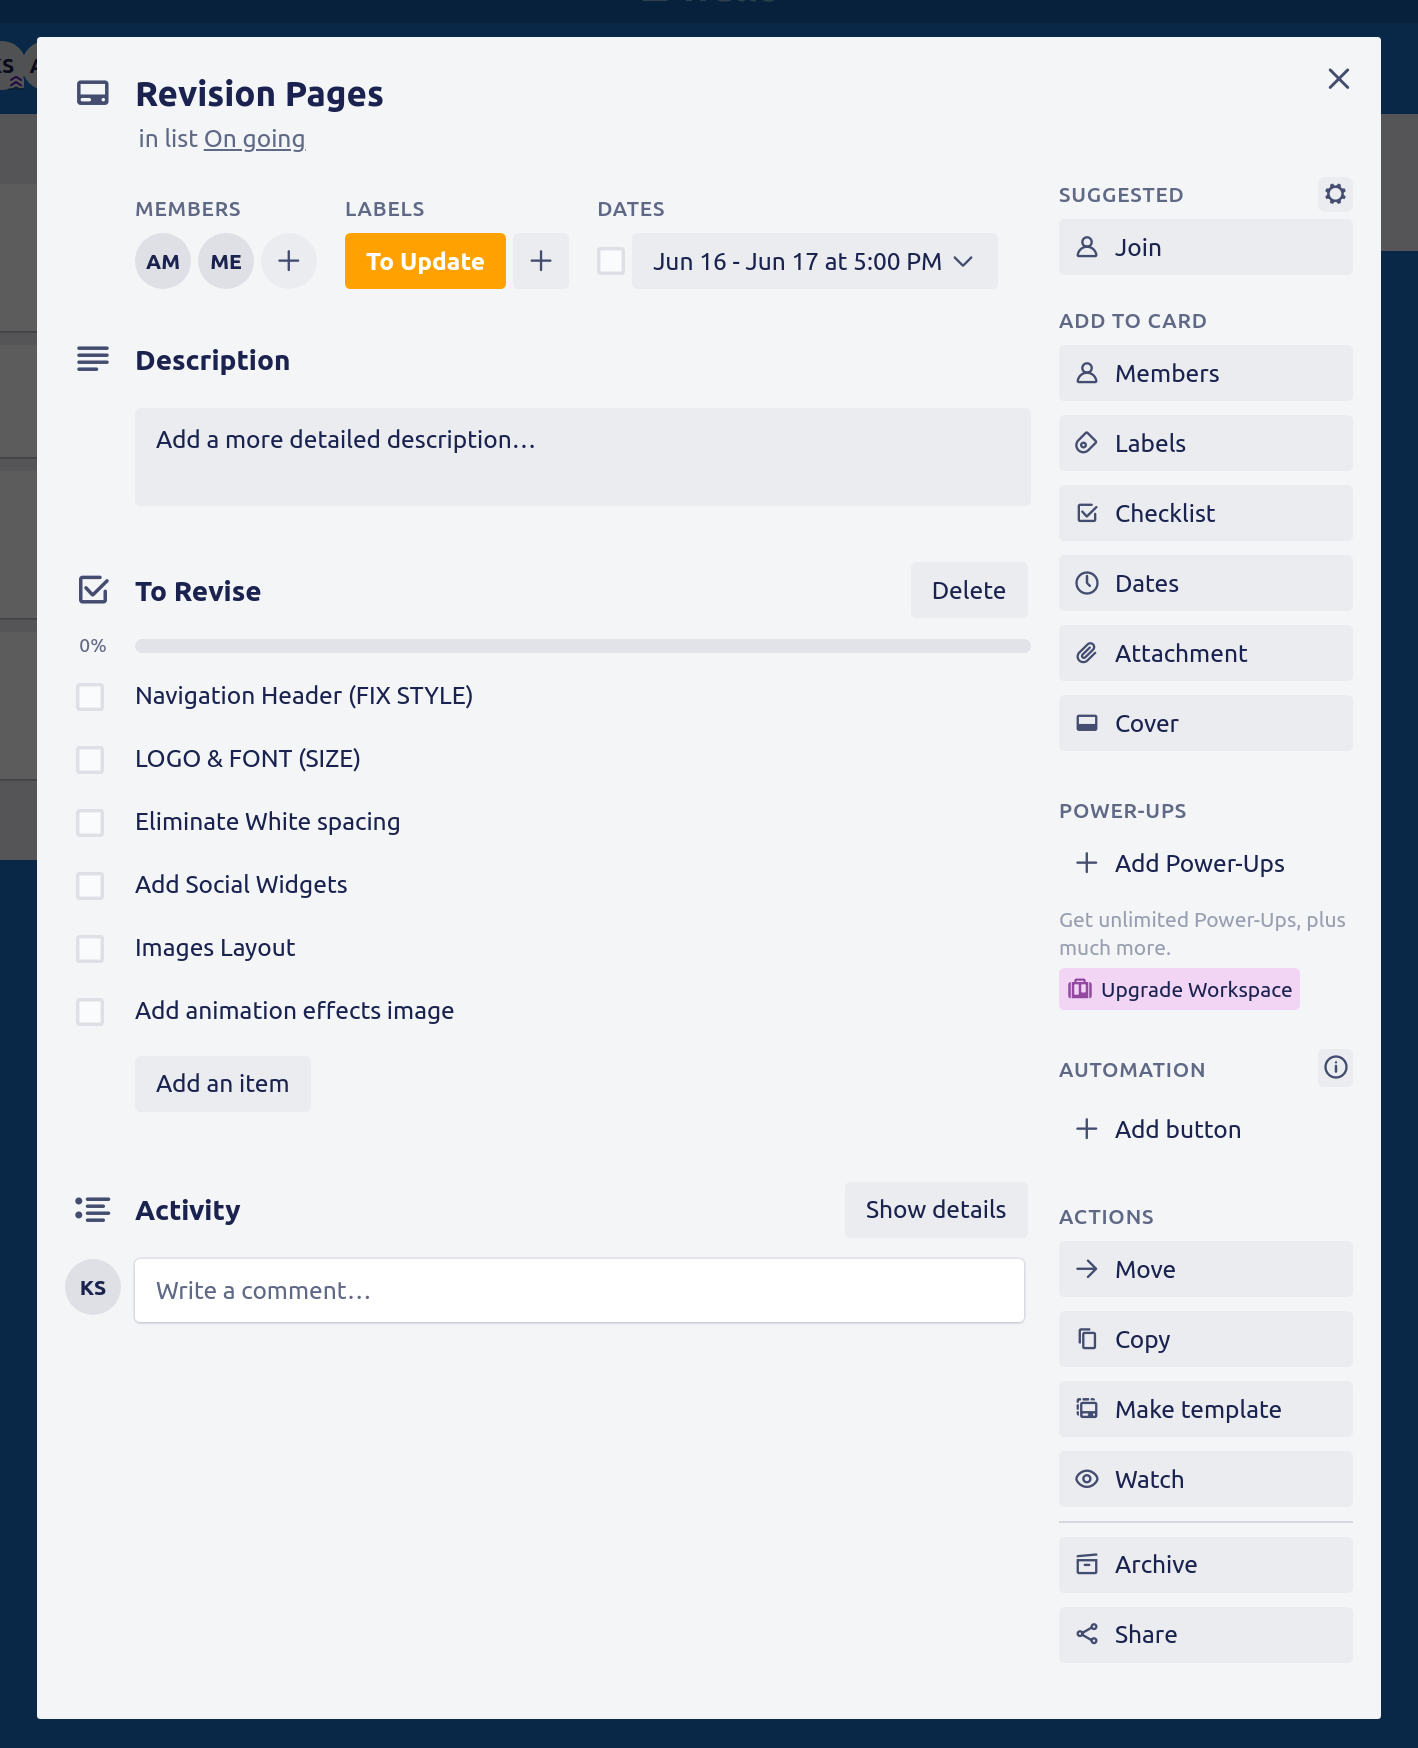 Revision Pages
in list On going
MEMBERS
AM ME
LABELS
To Update
DATES
Jun 16 - Jun 17 at 5:00 PM
Description
Add a more detailed description…
To Revise
Delete
0%
Navigation Header (FIX STYLE)
LOGO & FONT (SIZE)
Eliminate White spacing
Add Social Widgets
Images Layout
Add animation effects image
Add an item
Activity
Show details
KS
Write a comment…
SUGGESTED
Join
ADD TO CARD
Members
Labels
Checklist
Dates
Attachment
Cover
POWER-UPS
Add Power-Ups
Get unlimited Power-Ups, plus
much more.
Upgrade Workspace
AUTOMATION
Add button
ACTIONS
Move
Copy
Make template
Watch
Archive
Share